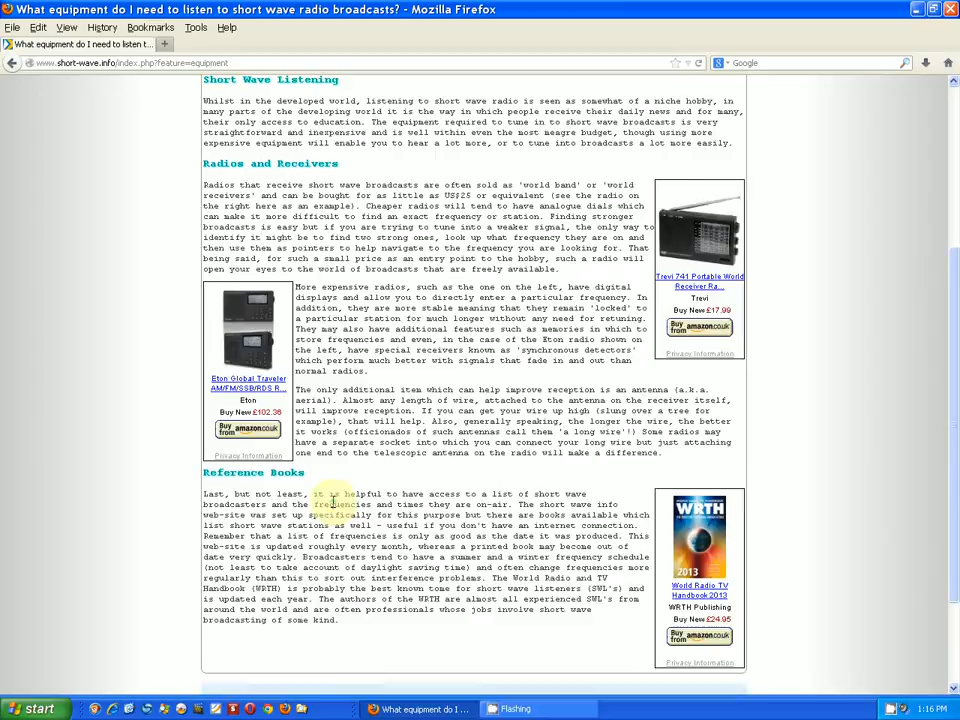 What equipment do I need to listen to short wave radio broadcasts? - Mozilla Firefox
File Edit View History Bookmarks Tools Help
What equipment do I need to listen t...
www.short-wave.info/index.php?feature=equipment
Google
Short Wave Listening
Whilst in the developed world, listening to short wave radio is seen as somewhat of a niche hobby, in
many parts of the developing world it is the way in which people receive their daily news and for many,
their only access to education. The equipment required to tune in to short wave broadcasts is very
straightforward and inexpensive and is well within even the most meagre budget, though using more
expensive equipment will enable you to hear a lot more, or to tune into broadcasts a lot more easily.
Radios and Receivers
Radios that receive short wave broadcasts are often sold as 'world band' or 'world
receivers' and can be bought for as little as US$25 or equivalent (see the radio on
the right here as an example). Cheaper radios will tend to have analogue dials which
can make it more difficult to find an exact frequency or station. Finding stronger
broadcasts is easy but if you are trying to tune into a weaker signal, the only way to
identify it might be to find two strong ones, look up what frequency they are on and
then use them as pointers to help navigate to the frequency you are looking for. That
being said, for such a small price as an entry point to the hobby, such a radio will
open your eyes to the world of broadcasts that are freely available.
Trevi 741 Portable World
Receiver Ra...
Trevi
Buy New £17.99
Buy from amazon.co.uk
Privacy Information
More expensive radios, such as the one on the left, have digital
displays and allow you to directly enter a particular frequency. In
addition, they are more stable meaning that they remain 'locked' to
a particular station for much longer without any need for retuning.
They may also have additional features such as memories in which to
store frequencies and even, in the case of the Eton radio shown on
the left, have special receivers known as 'synchronous detectors'
which perform much better with signals that fade in and out than
normal radios.
Eton Global Traveler
AM/FM/SSB/RDS R...
Eton
Buy New £102.36
Buy from amazon.co.uk
Privacy Information
The only additional item which can help improve reception is an antenna (a.k.a.
aerial). Almost any length of wire, attached to the antenna on the receiver itself,
will improve reception. If you can get your wire up high (slung over a tree for
example), that will help. Also, generally speaking, the longer the wire, the better
it works (officionados of such antennas call them 'a long wire'!) Some radios may
have a separate socket into which you can connect your long wire but just attaching
one end to the telescopic antenna on the radio will make a difference.
Reference Books
Last, but not least, it is helpful to have access to a list of short wave
broadcasters and the frequencies and times they are on-air. The short wave info
web-site was set up specifically for this purpose but there are books available which
list short wave stations as well - useful if you don't have an internet connection.
Remember that a list of frequencies is only as good as the date it was produced. This
web-site is updated roughly every month, whereas a printed book may become out of
date very quickly. Broadcasters tend to have a summer and a winter frequency schedule
(not least to take account of daylight saving time) and often change frequencies more
regularly than this to sort out interference problems. The World Radio and TV
Handbook (WRTH) is probably the best known tome for short wave listeners (SWL's) and
is updated each year. The authors of the WRTH are almost all experienced SWL's from
around the world and are often professionals whose jobs involve short wave
broadcasting of some kind.
WRTH
2013
World Radio TV
Handbook 2013
WRTH Publishing
Buy New £24.95
Buy from amazon.co.uk
Privacy Information
start
What equipment do I ...
Flashing
1:16 PM